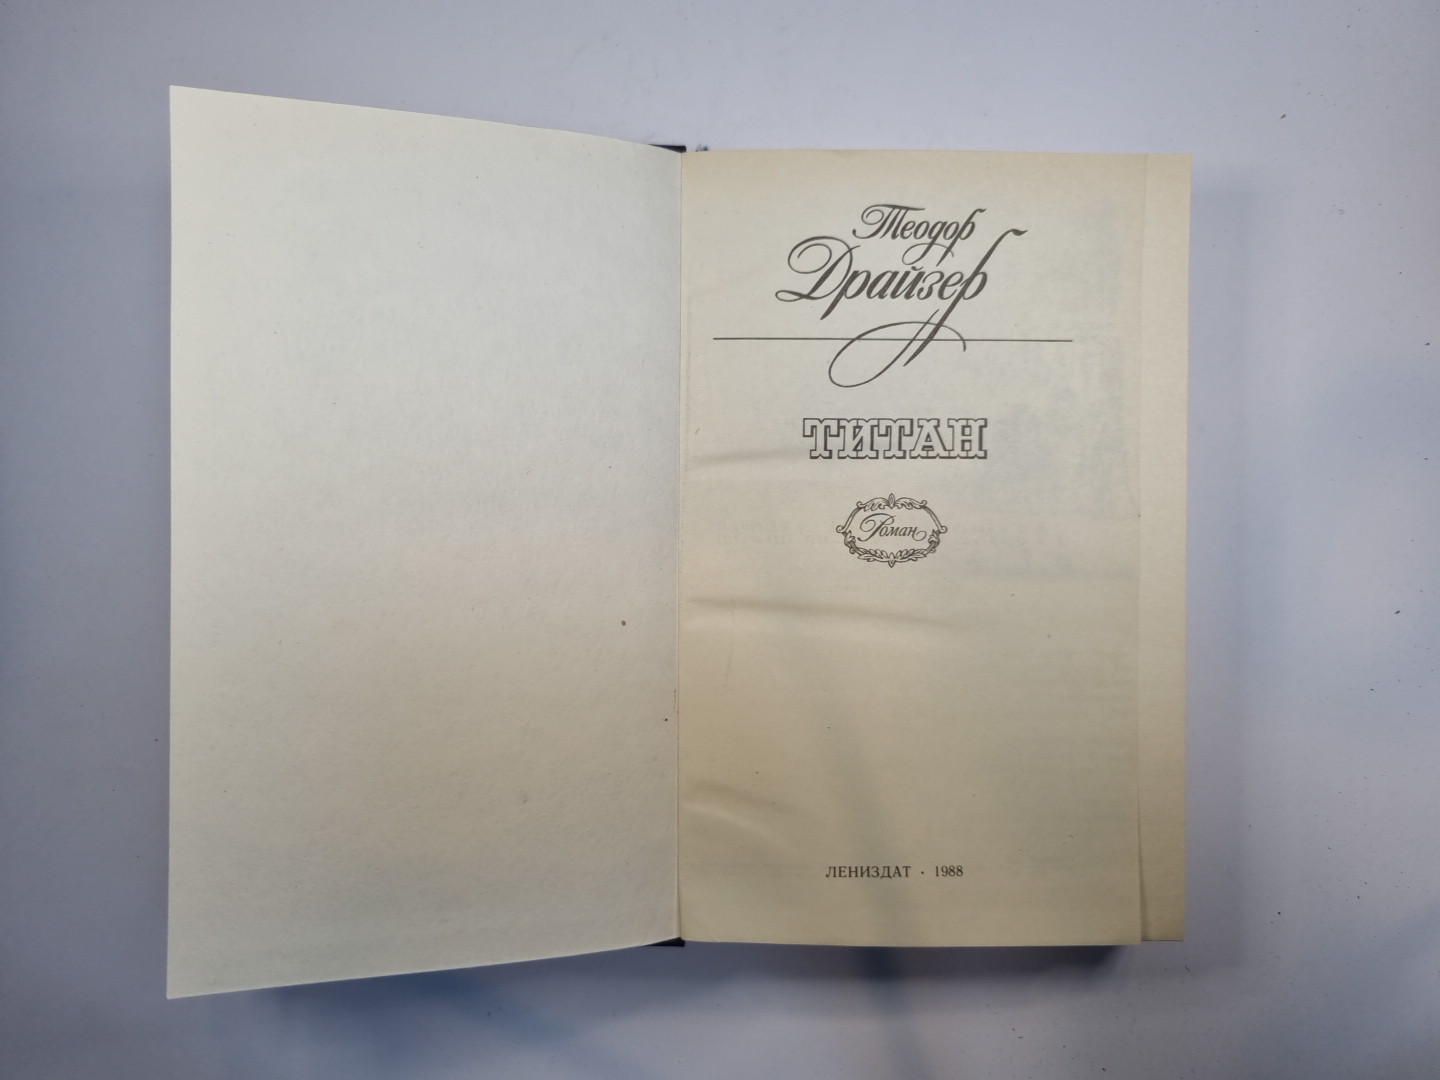 Теодор
Драйзер
ТИТАН
Роман
ЛЕНИЗДАТ · 1988